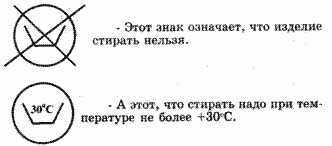 - Этот знак означает, что изделие
стирать нельзя.
30°C
- А этот, что стирать надо при тем-
пературе не более +30°С.